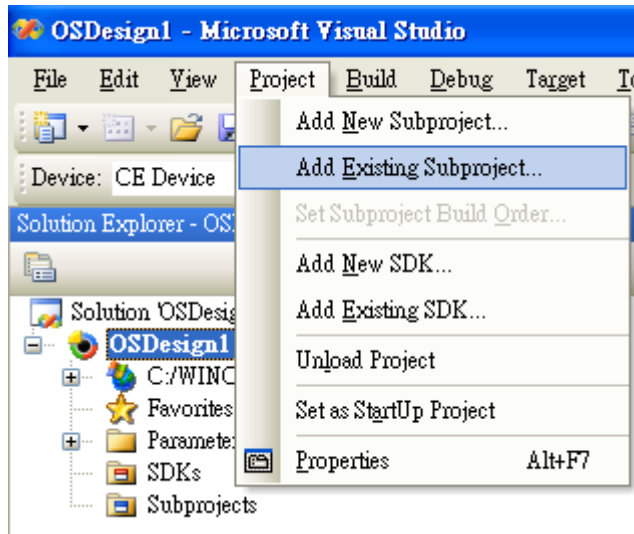 OSDesign1 - Microsoft Visual Studio
File Edit View Project Build Debug Target
Add New Subproject...
Device: CE Device
Add Existing Subproject...
Solution Explorer - OS
Set Subproject Build Order...
Add New SDK...
Solution 'OSDesig
Add Existing SDK...
OSDesign1
Unload Project
C:/WINC
Favorites
Set as StartUp Project
Parameter
Properties Alt+F7
SDKs
Subprojects